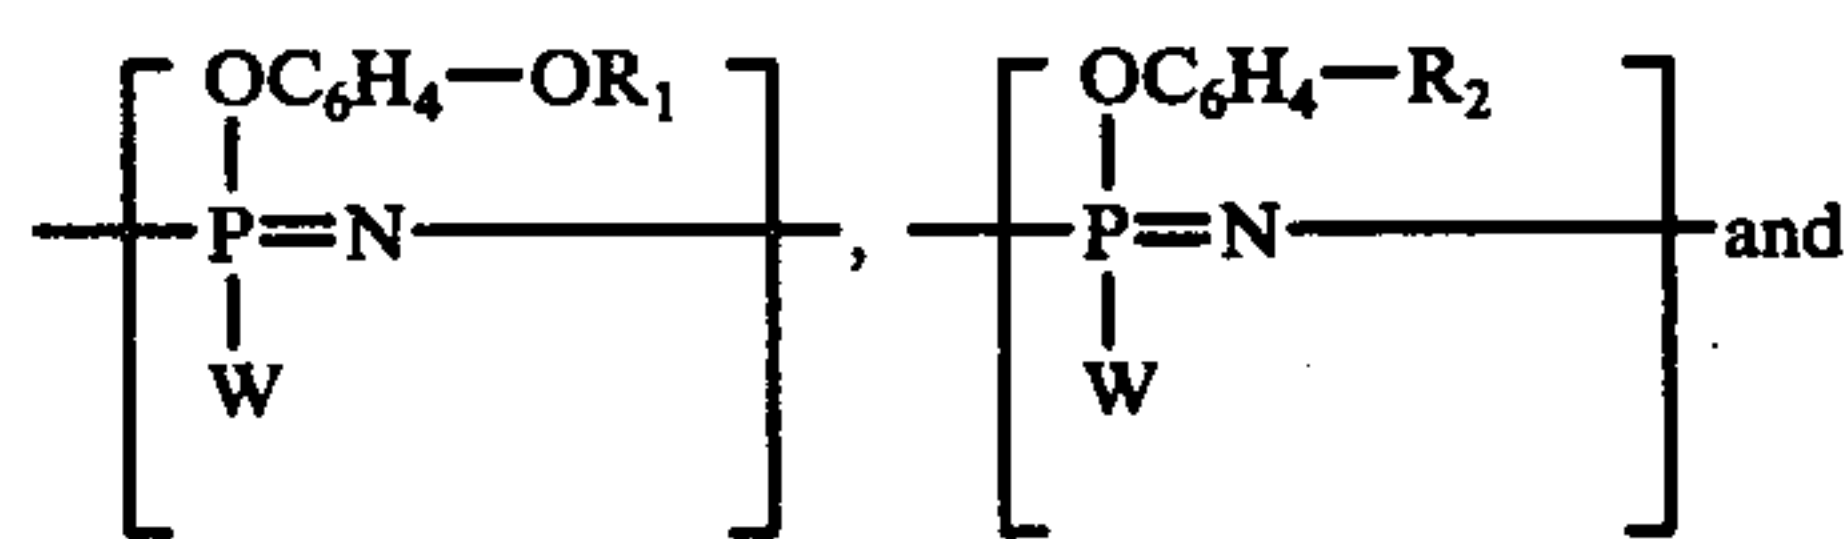 OC₆H₄—OR₁ OC₆H₄—R₂
P=N , P=N and
W W